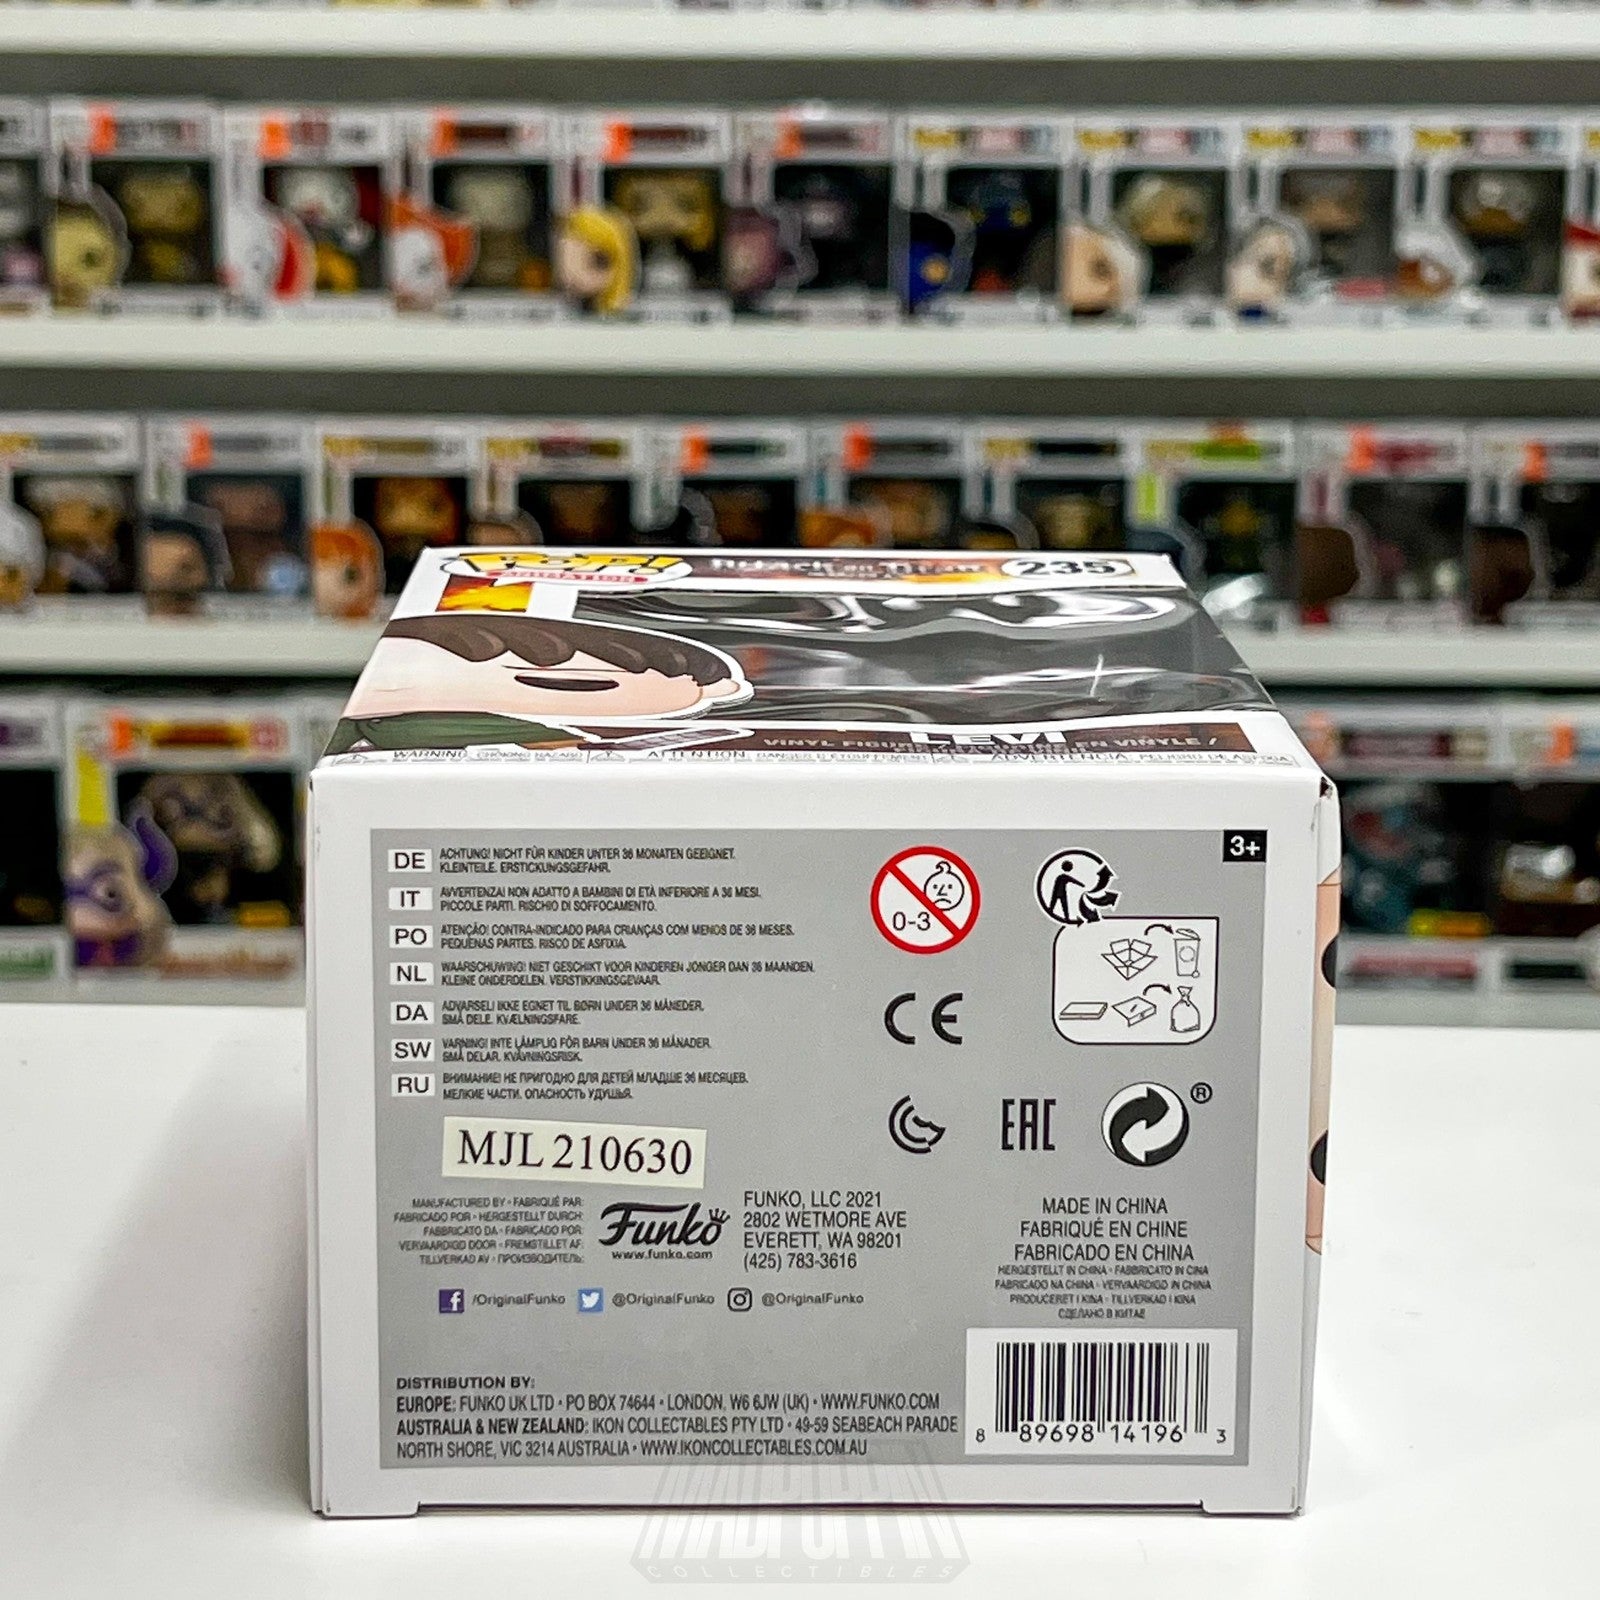 POP!
ANIMATION
Attack on Titan
235
LEVI
VINYL FIGURE / FIGURINE EN VINYLE /
WARNING: CHOKING HAZARD
ATTENTION: DANGER D'ÉTOUFFEMENT
ADVERTENCIA: PELIGRO DE ASFIXIA
3+
DE ACHTUNG! NICHT FÜR KINDER UNTER 36 MONATEN GEEIGNET.
KLEINTEILE. ERSTICKUNGSGEFAHR.
IT AVVERTENZA! NON ADATTO A BAMBINI DI ETÀ INFERIORE A 36 MESI.
PICCOLE PARTI. RISCHIO DI SOFFOCAMENTO.
PO ATENÇÃO! CONTRA-INDICADO PARA CRIANÇAS COM MENOS DE 36 MESES.
PEQUENAS PARTES. RISCO DE ASFIXIA.
NL WAARSCHUWING! NIET GESCHIKT VOOR KINDEREN JONGER DAN 36 MAANDEN.
KLEINE ONDERDELEN. VERSTIKKINGSGEVAAR.
DA ADVARSEL! IKKE EGNET TIL BØRN UNDER 36 MÅNEDER.
SMÅ DELE. KVÆLNINGSFARE.
SW VARNING! INTE LÄMPLIG FÖR BARN UNDER 36 MÅNADER.
SMÅ DELAR. KVÄVNINGSRISK.
RU ВНИМАНИЕ! НЕ ПРИГОДНО ДЛЯ ДЕТЕЙ МЛАДШЕ 36 МЕСЯЦЕВ.
МЕЛКИЕ ЧАСТИ. ОПАСНОСТЬ УДУШЬЯ.
0-3
CE
EAC
®
MJL 210630
MANUFACTURED BY • FABRIQUÉ PAR:
FABRICADO POR • HERGESTELLT DURCH:
FABBRICATO DA • FABRICADO POR:
VERVAARDIGD DOOR • FREMSTILLET AF:
TILLVERKAD AV • ПРОИЗВОДИТЕЛЬ:
Funko
www.funko.com
FUNKO, LLC 2021
2802 WETMORE AVE
EVERETT, WA 98201
(425) 783-3616
MADE IN CHINA
FABRIQUÉ EN CHINE
FABRICADO EN CHINA
HERGESTELLT IN CHINA • FABBRICATO IN CINA
FABRICADO NA CHINA • VERVAARDIGD IN CHINA
PRODUCERET I KINA • TILLVERKAD I KINA
СДЕЛАНО В КИТАЕ
/OriginalFunko @OriginalFunko @OriginalFunko
DISTRIBUTION BY:
EUROPE: FUNKO UK LTD • PO BOX 74644 • LONDON, W6 6JW (UK) • WWW.FUNKO.COM
AUSTRALIA & NEW ZEALAND: IKON COLLECTABLES PTY LTD • 49-59 SEABEACH PARADE
NORTH SHORE, VIC 3214 AUSTRALIA • WWW.IKONCOLLECTABLES.COM.AU
8 89698 14196 3
MADPOPPIN
COLLECTIBLES